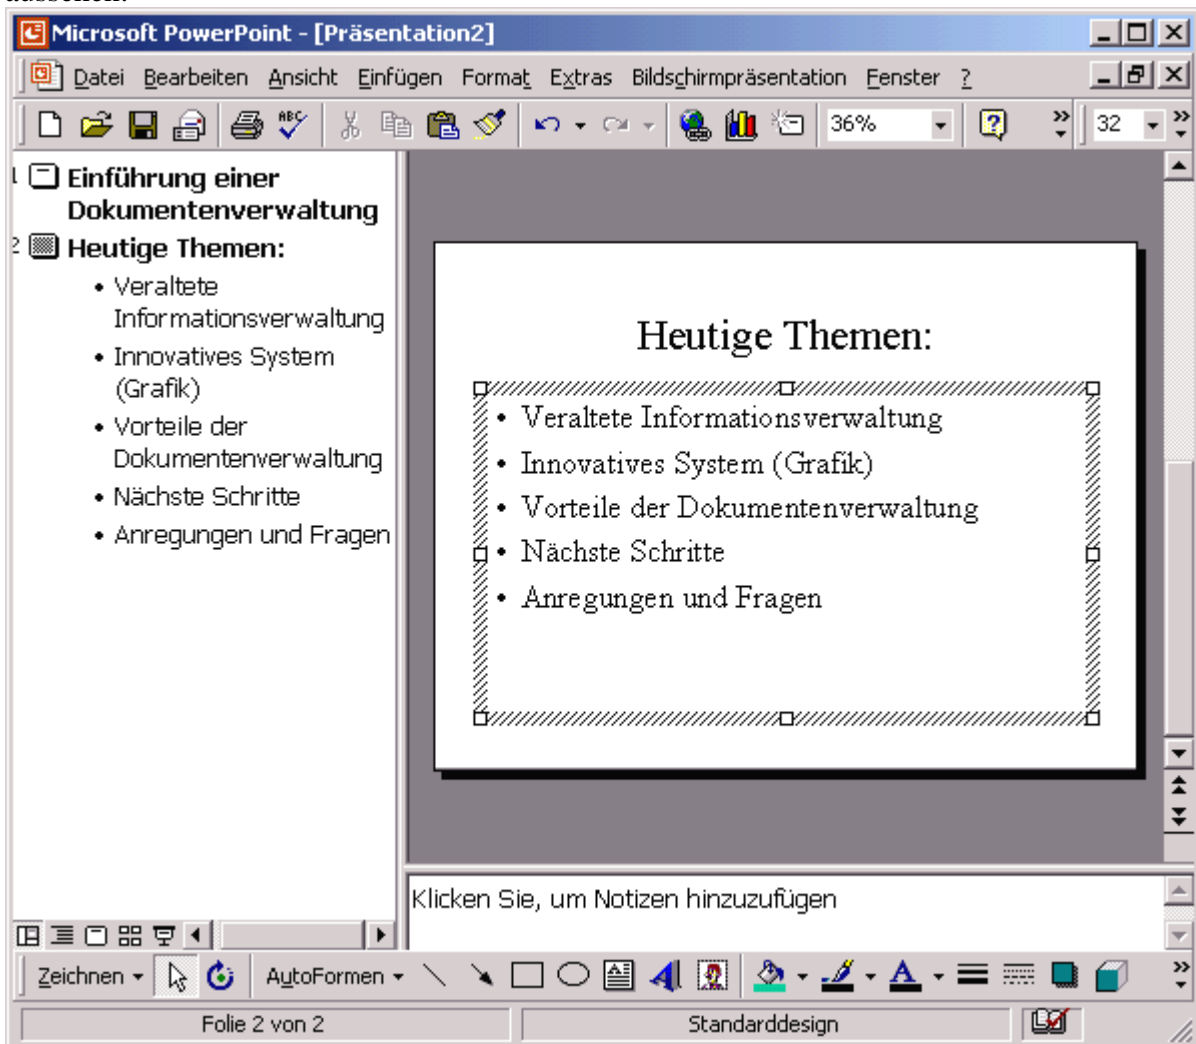 Microsoft PowerPoint - [Präsentation2]
Datei Bearbeiten Ansicht Einfügen Format Extras Bildschirmpräsentation Fenster ?
ABC 36% 32
1 Einführung einer
Dokumentenverwaltung
2 Heutige Themen:
• Veraltete
Informationsverwaltung
• Innovatives System
(Grafik)
• Vorteile der
Dokumentenverwaltung
• Nächste Schritte
• Anregungen und Fragen
Heutige Themen:
• Veraltete Informationsverwaltung
• Innovatives System (Grafik)
• Vorteile der Dokumentenverwaltung
• Nächste Schritte
• Anregungen und Fragen
Klicken Sie, um Notizen hinzuzufügen
Zeichnen AutoFormen
Folie 2 von 2 Standarddesign